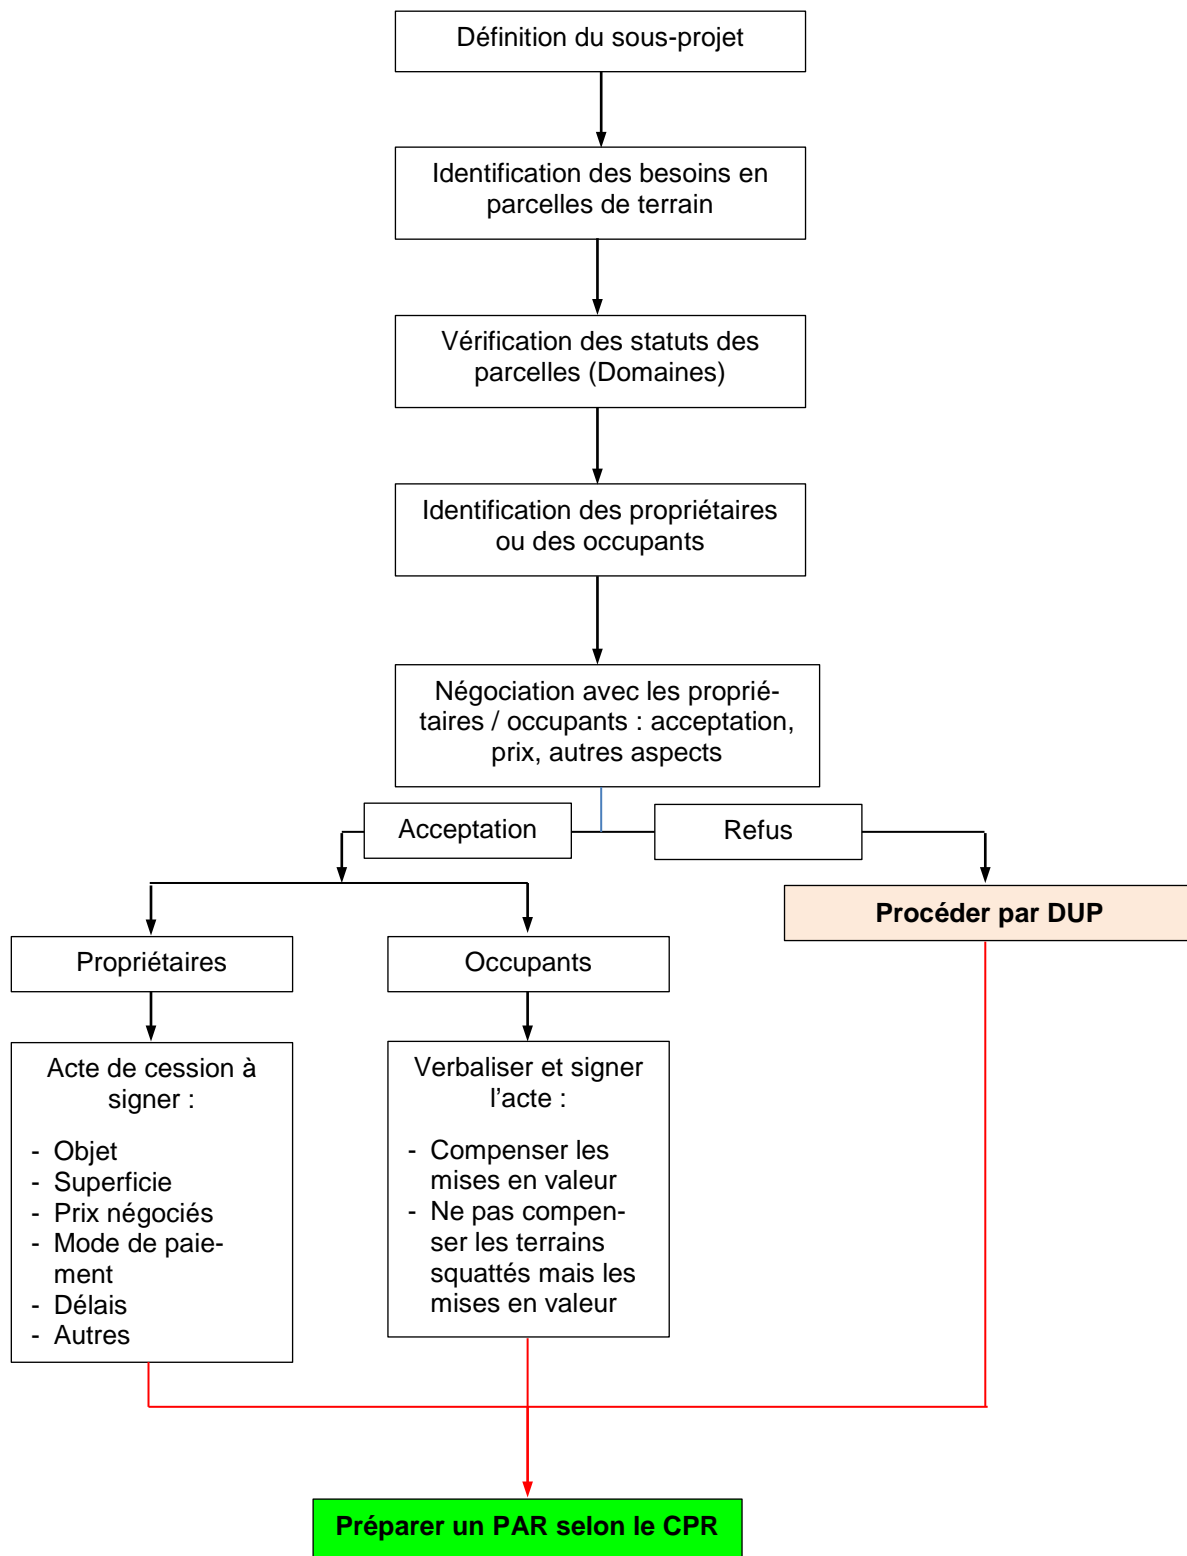 Définition du sous-projet
Identification des besoins en
parcelles de terrain
Vérification des statuts des
parcelles (Domaines)
Identification des propriétaires
ou des occupants
Négociation avec les proprié-
taires / occupants : acceptation,
prix, autres aspects
Acceptation
Refus
Procéder par DUP
Propriétaires
Occupants
Acte de cession à
signer :
- Objet
- Superficie
- Prix négociés
- Mode de paie-
ment
- Délais
- Autres
Verbaliser et signer
l’acte :
- Compenser les
mises en valeur
- Ne pas compen-
ser les terrains
squattés mais les
mises en valeur
Préparer un PAR selon le CPR